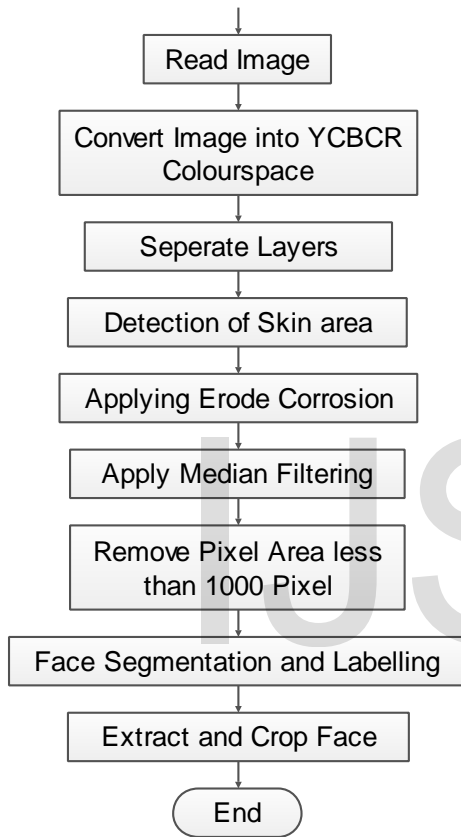 Read Image
Convert Image into YCBCR
Colourspace
Seperate Layers
Detection of Skin area
Applying Erode Corrosion
Apply Median Filtering
Remove Pixel Area less
than 1000 Pixel
IJS
Face Segmentation and Labelling
Extract and Crop Face
End